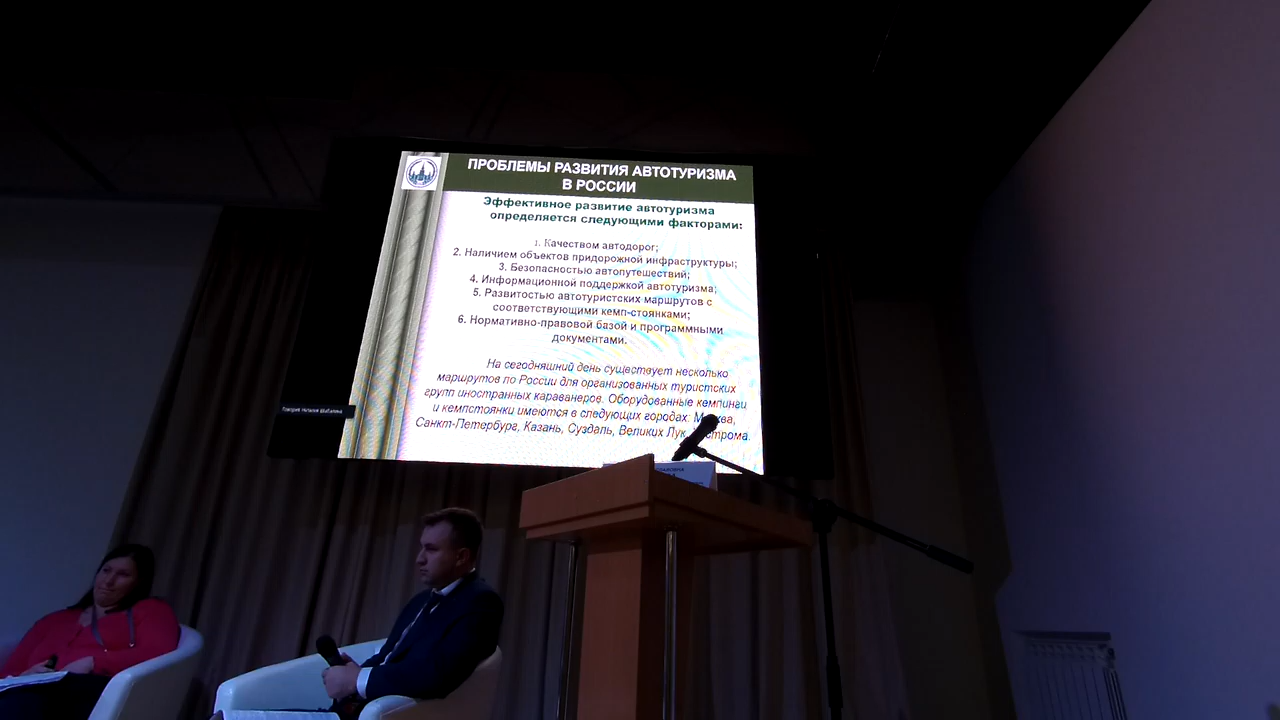 ПРОБЛЕМЫ РАЗВИТИЯ АВТОТУРИЗМА
В РОССИИ
Эффективное развитие автотуризма
определяется следующими факторами:
1. Качеством автодорог;
2. Наличием объектов придорожной инфраструктуры;
3. Безопасностью автопутешествий;
4. Информационной поддержкой автотуризма;
5. Развитостью автотуристских маршрутов с
соответствующими кемп-стоянками;
6. Нормативно-правовой базой и программными
документами.
На сегодняшний день существует несколько
маршрутов по России для организованных туристских
групп иностранных караванеров. Оборудованные кемпинги
и кемпстоянки имеются в следующих городах:
Санкт-Петербург, Казань, Суздаль, Великих
Говорит: Наталия Шабалина